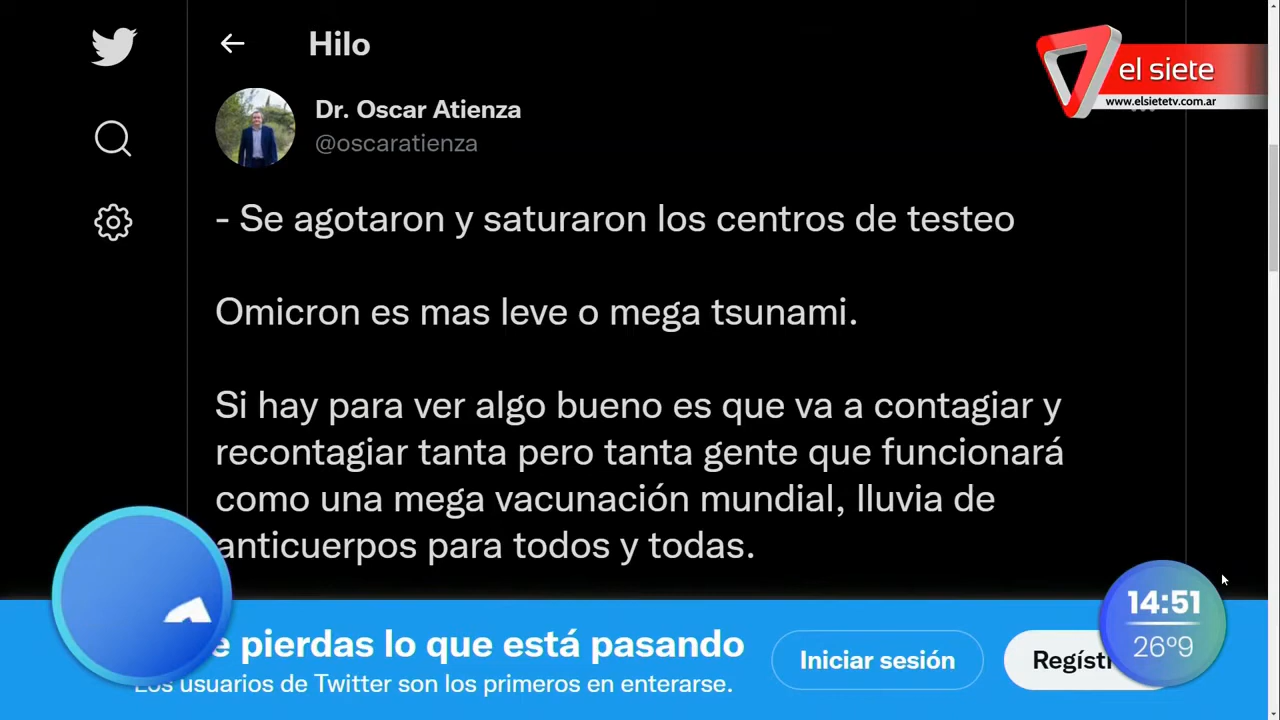 Hilo
el siete
www.elsietetv.com.ar
Dr. Oscar Atienza
@oscaratienza
- Se agotaron y saturaron los centros de testeo
Omicron es mas leve o mega tsunami.
Si hay para ver algo bueno es que va a contagiar y
recontagiar tanta pero tanta gente que funcionará
como una mega vacunación mundial, lluvia de
anticuerpos para todos y todas.
e pierdas lo que está pasando
Los usuarios de Twitter son los primeros en enterarse.
Iniciar sesión
Regístr
14:51
26º9